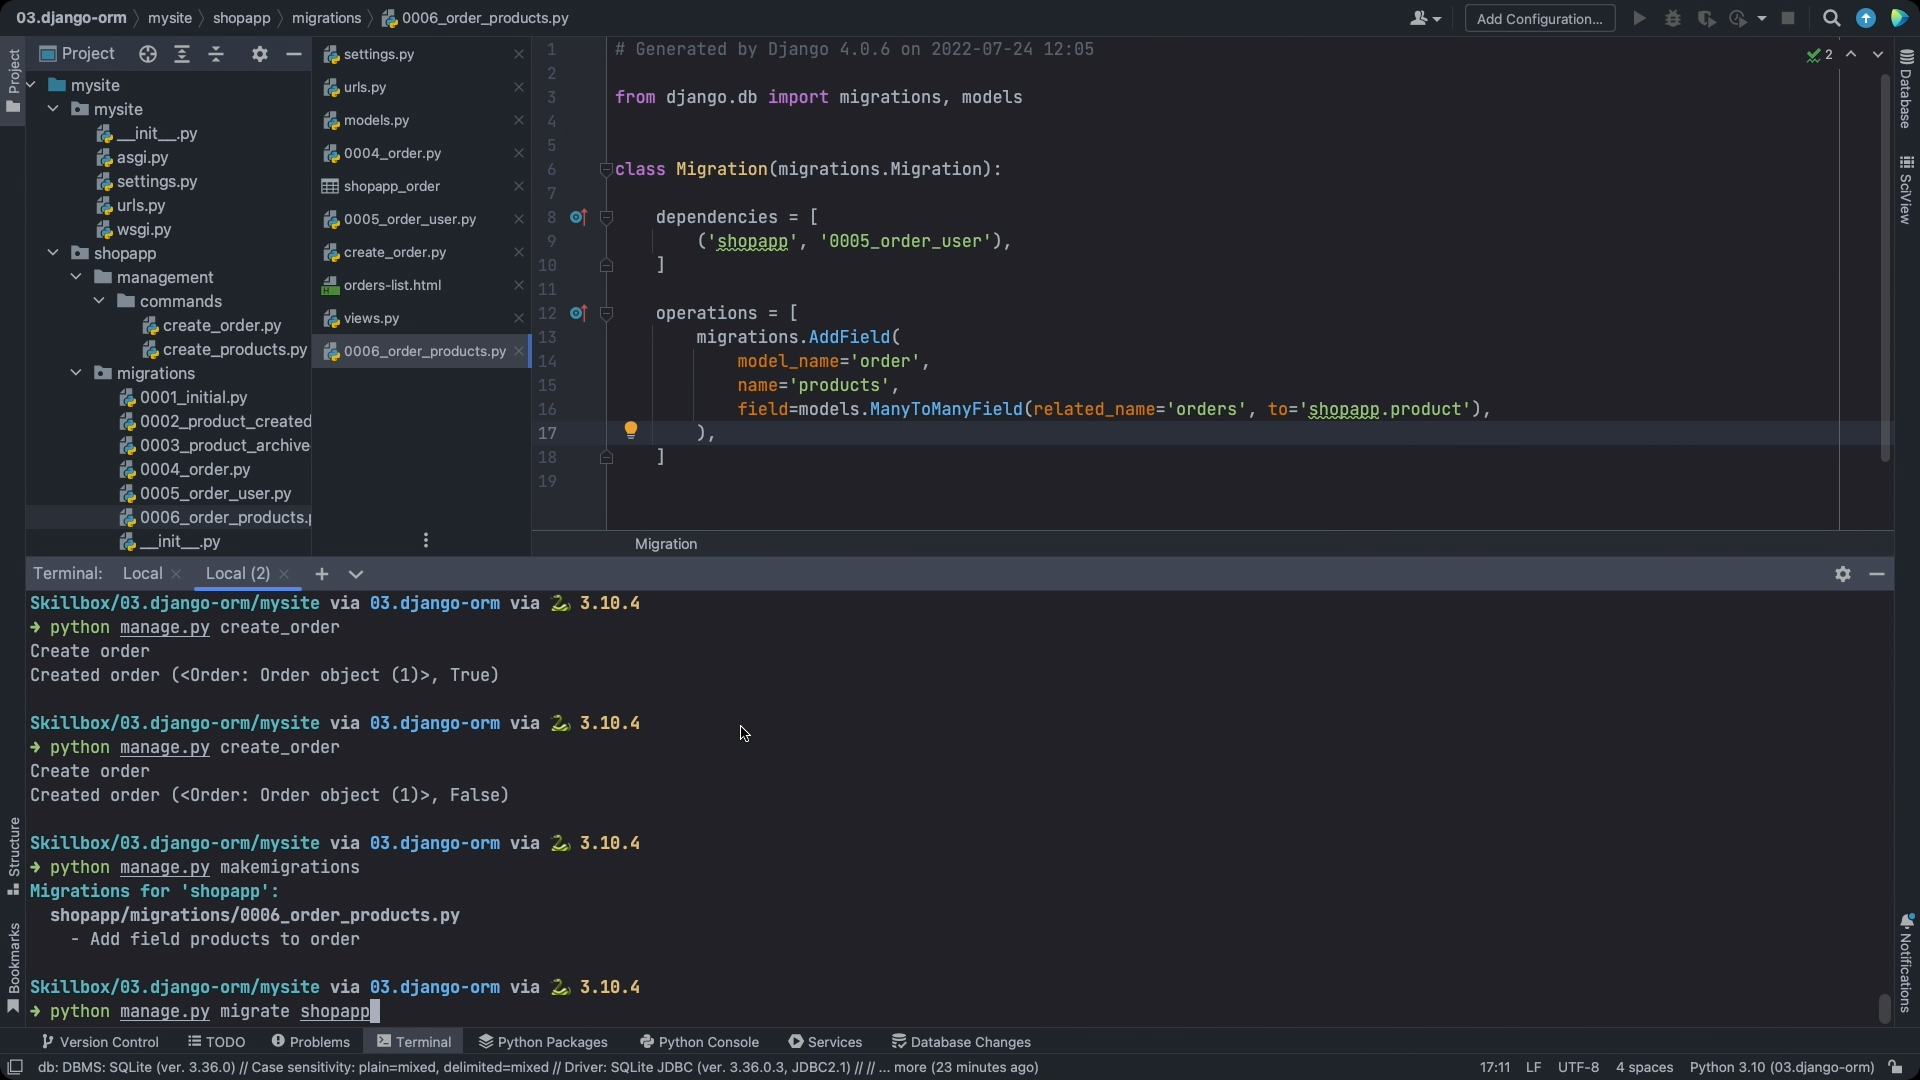 03.django-orm mysite shopapp migrations 0006_order_products.py
Add Configuration...
Project
mysite
mysite
__init__.py
asgi.py
settings.py
urls.py
wsgi.py
shopapp
management
commands
create_order.py
create_products.py
migrations
0001_initial.py
0002_product_created
0003_product_archive
0004_order.py
0005_order_user.py
0006_order_products.p
__init__.py
settings.py
urls.py
models.py
0004_order.py
shopapp_order
0005_order_user.py
create_order.py
orders-list.html
views.py
0006_order_products.py
2
1 # Generated by Django 4.0.6 on 2022-07-24 12:05
2
3 from django.db import migrations, models
4
5
6 class Migration(migrations.Migration):
7
8 dependencies = [
9 ('shopapp', '0005_order_user'),
10 ]
11
12 operations = [
13 migrations.AddField(
14 model_name='order',
15 name='products',
16 field=models.ManyToManyField(related_name='orders', to='shopapp.product'),
17 ),
18 ]
19
Migration
Project
Structure
Bookmarks
Database
SciView
Notifications
Terminal: Local Local (2)
Skillbox/03.django-orm/mysite via 03.django-orm via 🐍 3.10.4
➜ python manage.py create_order
Create order
Created order (<Order: Order object (1)>, True)
Skillbox/03.django-orm/mysite via 03.django-orm via 🐍 3.10.4
➜ python manage.py create_order
Create order
Created order (<Order: Order object (1)>, False)
Skillbox/03.django-orm/mysite via 03.django-orm via 🐍 3.10.4
➜ python manage.py makemigrations
Migrations for 'shopapp':
shopapp/migrations/0006_order_products.py
- Add field products to order
Skillbox/03.django-orm/mysite via 03.django-orm via 🐍 3.10.4
➜ python manage.py migrate shopapp
Version Control TODO Problems Terminal Python Packages Python Console Services Database Changes
db: DBMS: SQLite (ver. 3.36.0) // Case sensitivity: plain=mixed, delimited=mixed // Driver: SQLite JDBC (ver. 3.36.0.3, JDBC2.1) // // ... more (23 minutes ago) 17:11 LF UTF-8 4 spaces Python 3.10 (03.django-orm)